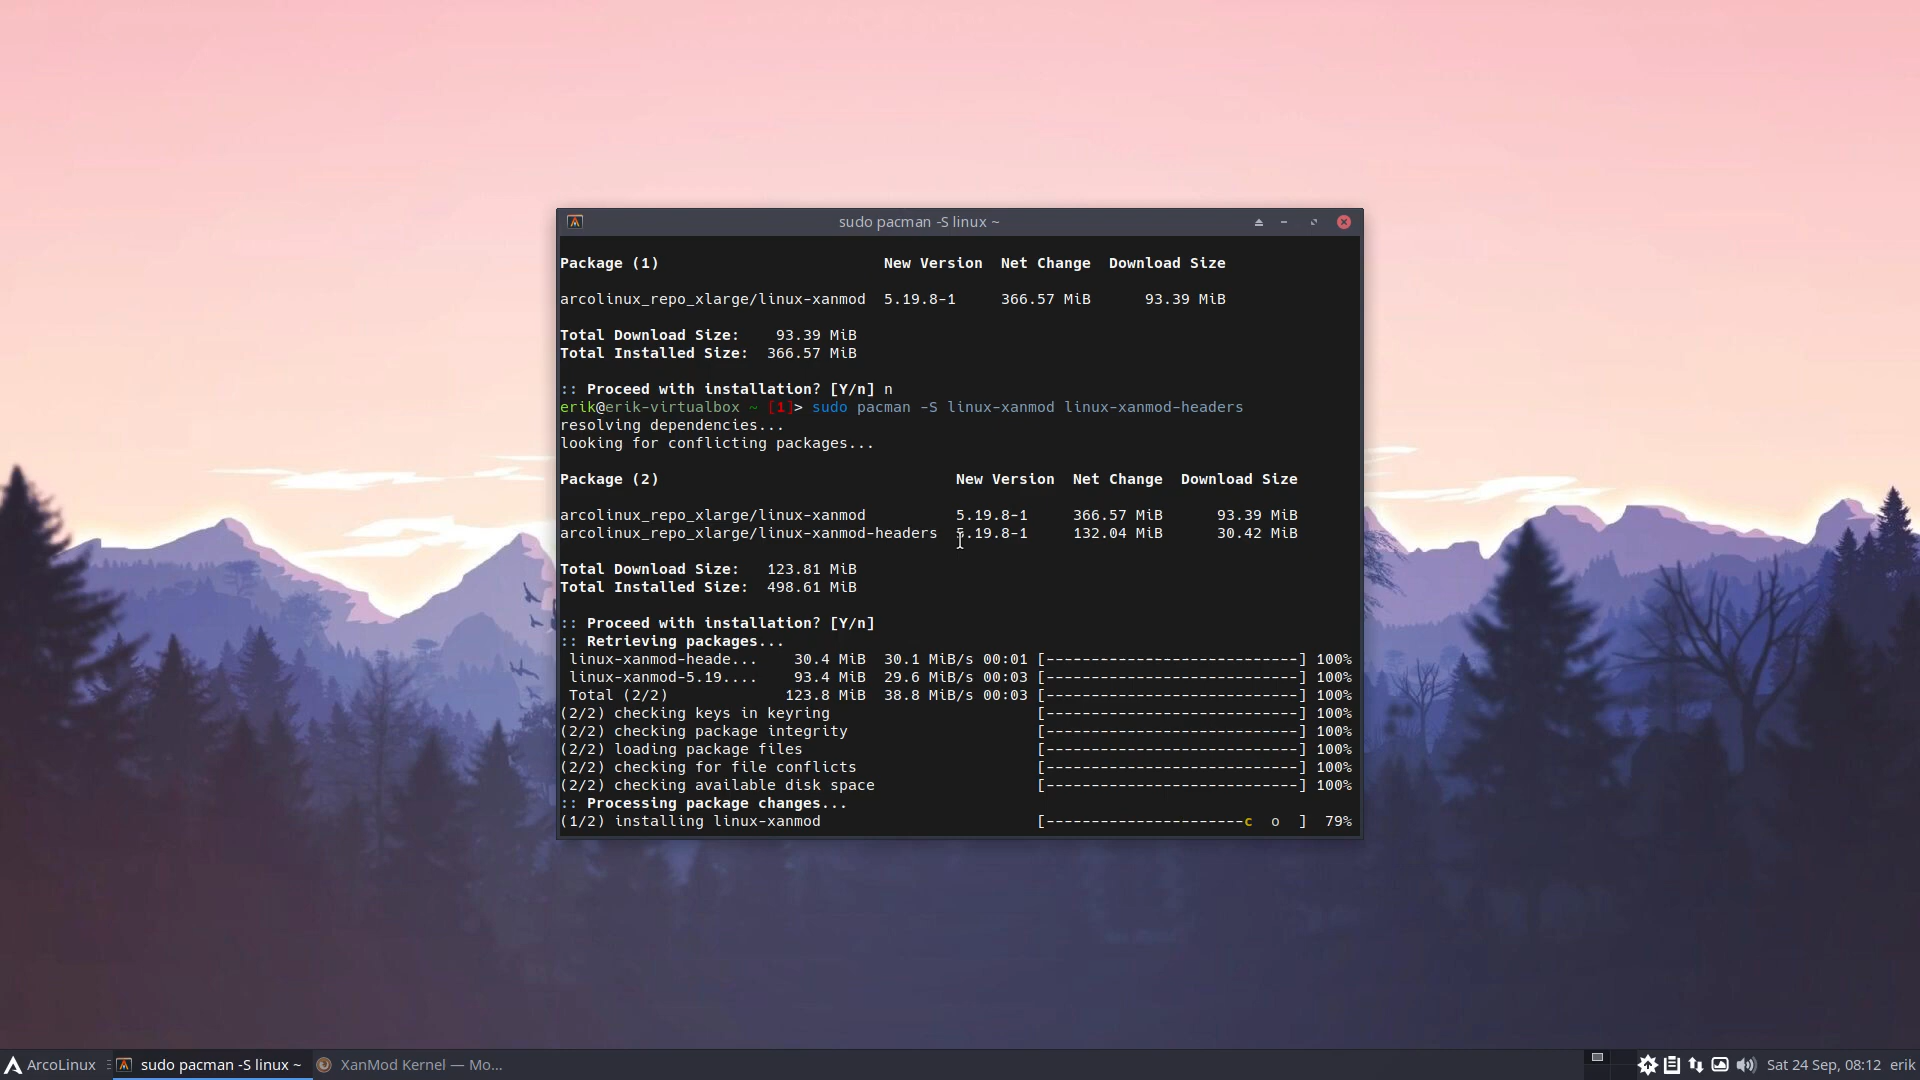 sudo pacman -S linux ~
Package (1)                         New Version  Net Change  Download Size
arcolinux_repo_xlarge/linux-xanmod  5.19.8-1     366.57 MiB      93.39 MiB
Total Download Size:    93.39 MiB
Total Installed Size:  366.57 MiB
:: Proceed with installation? [Y/n] n
erik@erik-virtualbox ~ [1]> sudo pacman -S linux-xanmod linux-xanmod-headers
resolving dependencies...
looking for conflicting packages...
Package (2)                                 New Version  Net Change  Download Size
arcolinux_repo_xlarge/linux-xanmod          5.19.8-1     366.57 MiB      93.39 MiB
arcolinux_repo_xlarge/linux-xanmod-headers  5.19.8-1     132.04 MiB      30.42 MiB
Total Download Size:   123.81 MiB
Total Installed Size:  498.61 MiB
:: Proceed with installation? [Y/n]
:: Retrieving packages...
 linux-xanmod-heade...    30.4 MiB  30.1 MiB/s 00:01 [----------------------------] 100%
 linux-xanmod-5.19....    93.4 MiB  29.6 MiB/s 00:03 [----------------------------] 100%
 Total (2/2)             123.8 MiB  38.8 MiB/s 00:03 [----------------------------] 100%
(2/2) checking keys in keyring                       [----------------------------] 100%
(2/2) checking package integrity                     [----------------------------] 100%
(2/2) loading package files                          [----------------------------] 100%
(2/2) checking for file conflicts                    [----------------------------] 100%
(2/2) checking available disk space                  [----------------------------] 100%
:: Processing package changes...
(1/2) installing linux-xanmod                        [----------------------c  o  ]  79%
ArcoLinux sudo pacman -S linux ~ XanModKernel — Mo... Sat 24 Sep, 08:12 erik